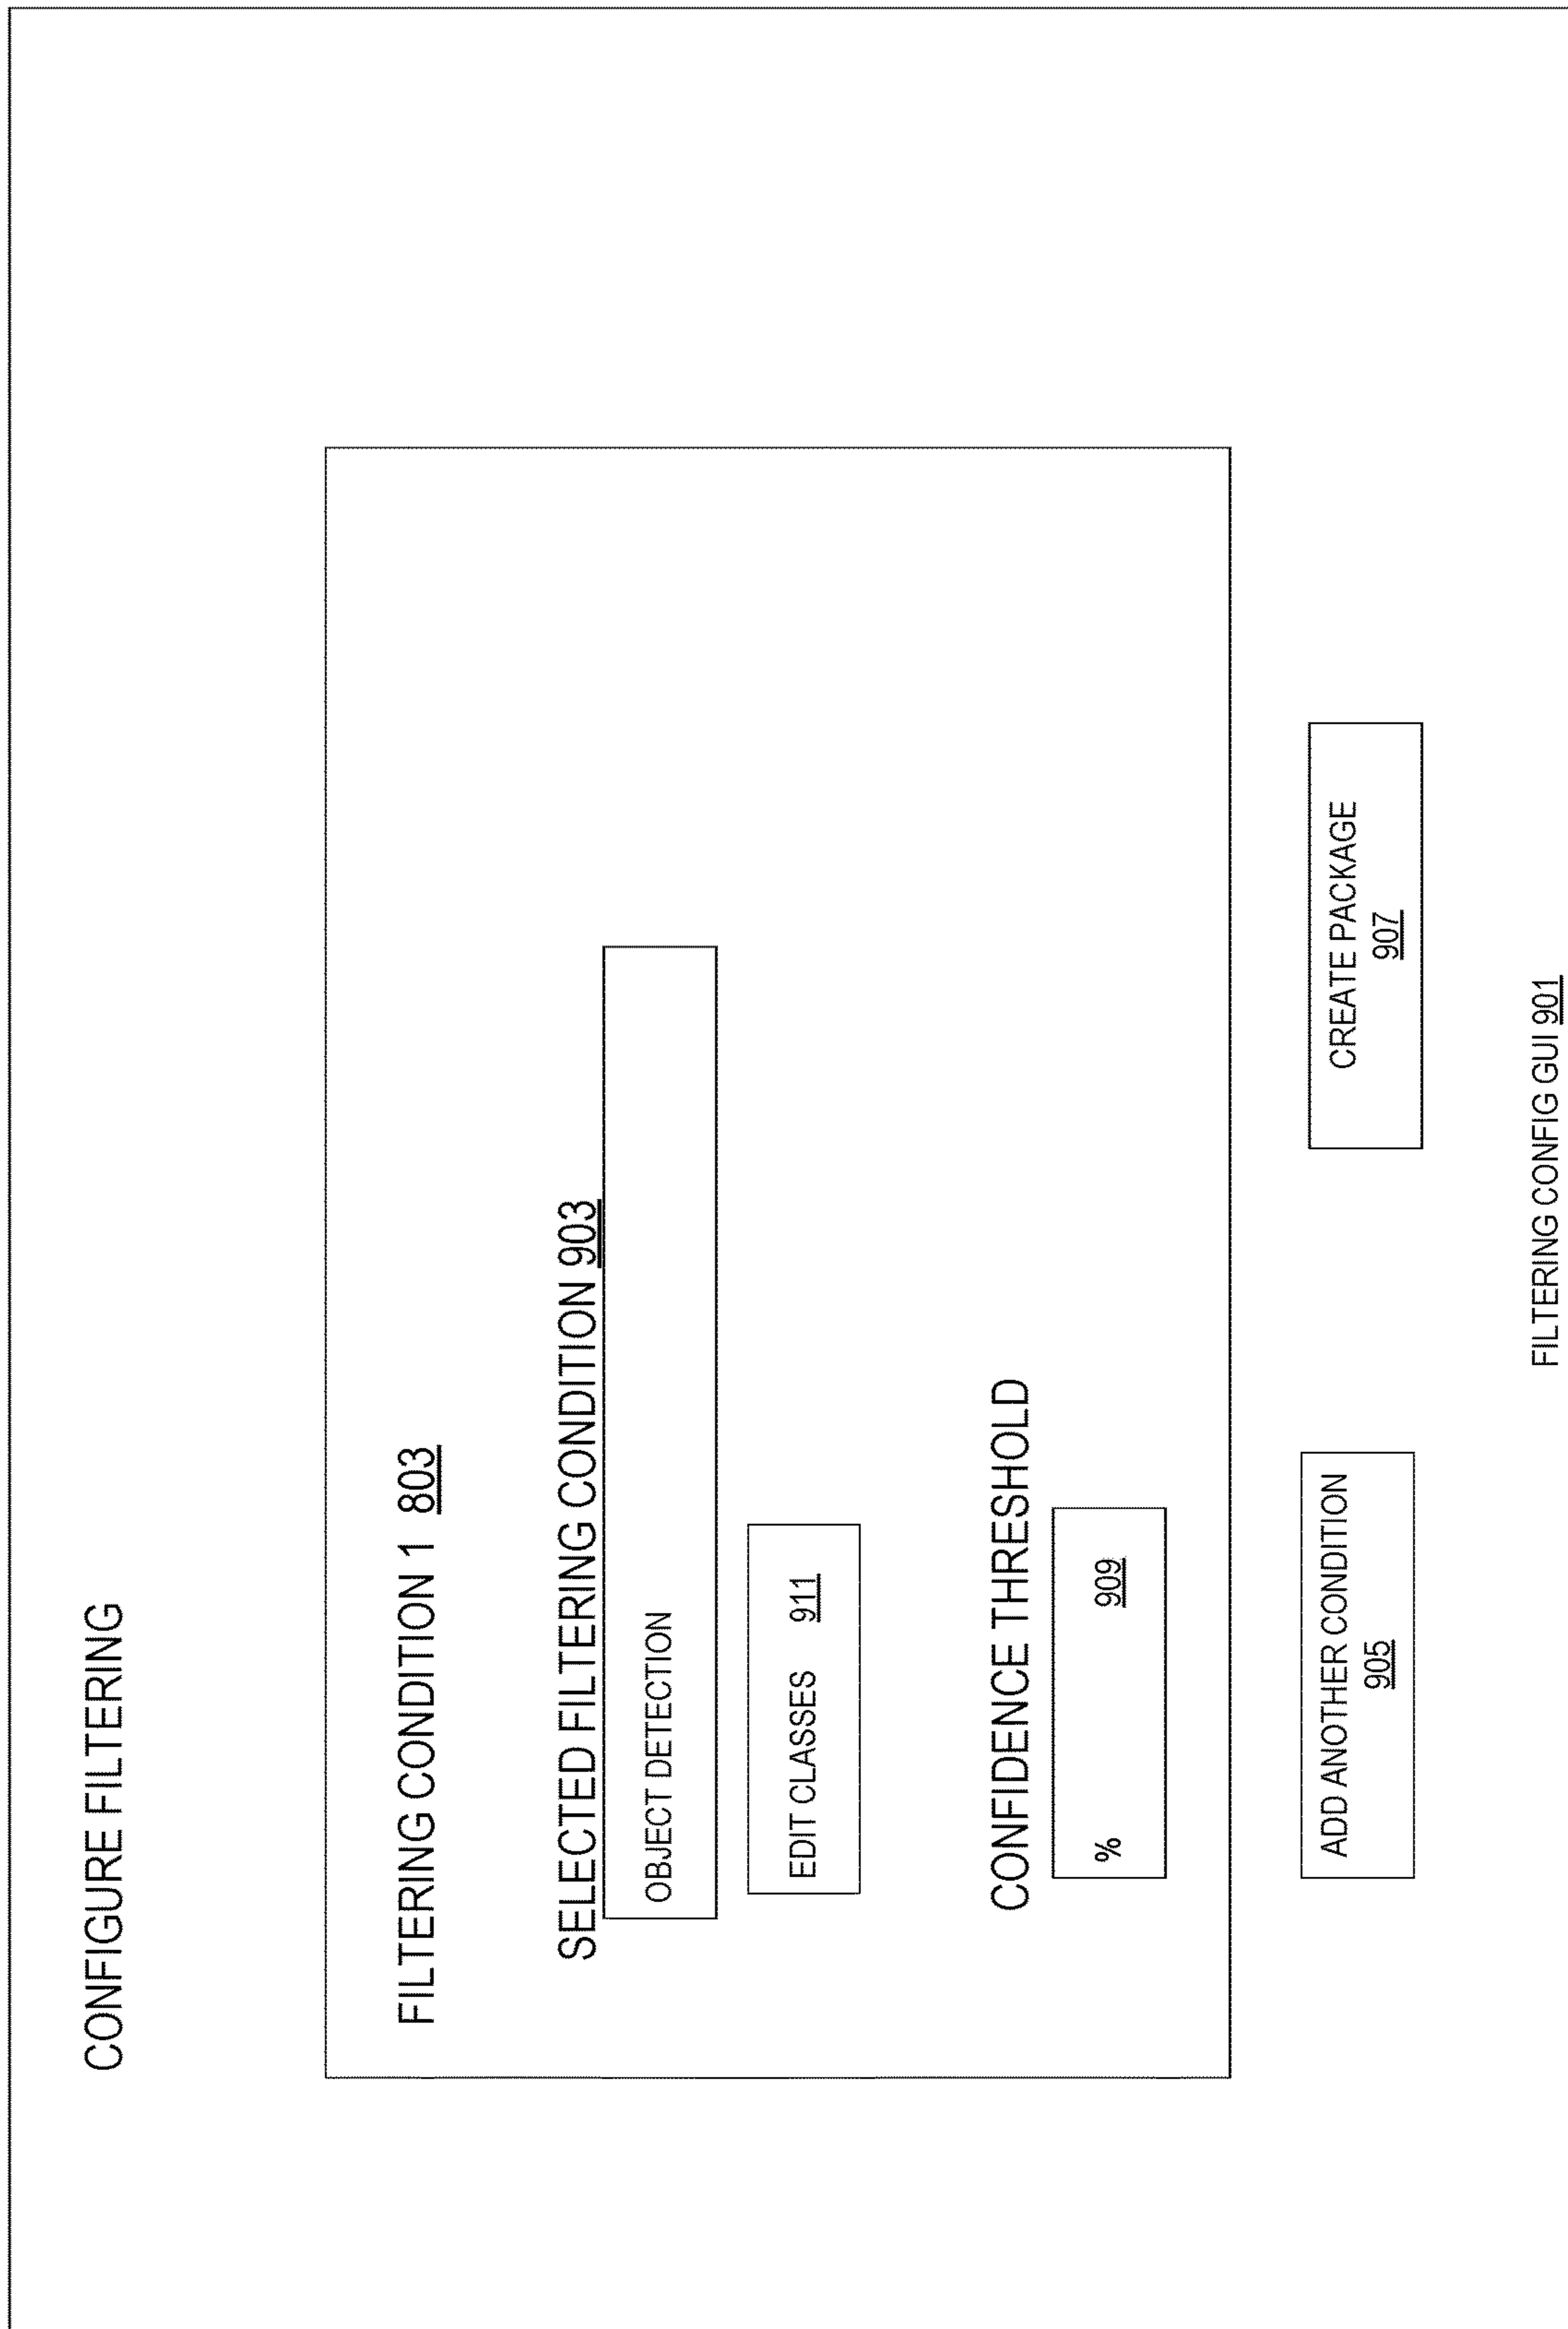 CONFIGURE FILTERING
FILTERING CONDITION 1 803
SELECTED FILTERING CONDITION 903
OBJECT DETECTION
EDIT CLASSES 911
CONFIDENCE THRESHOLD
% 909
ADD ANOTHER CONDITION
905
CREATE PACKAGE
907
FILTERING CONFIG GUI 901